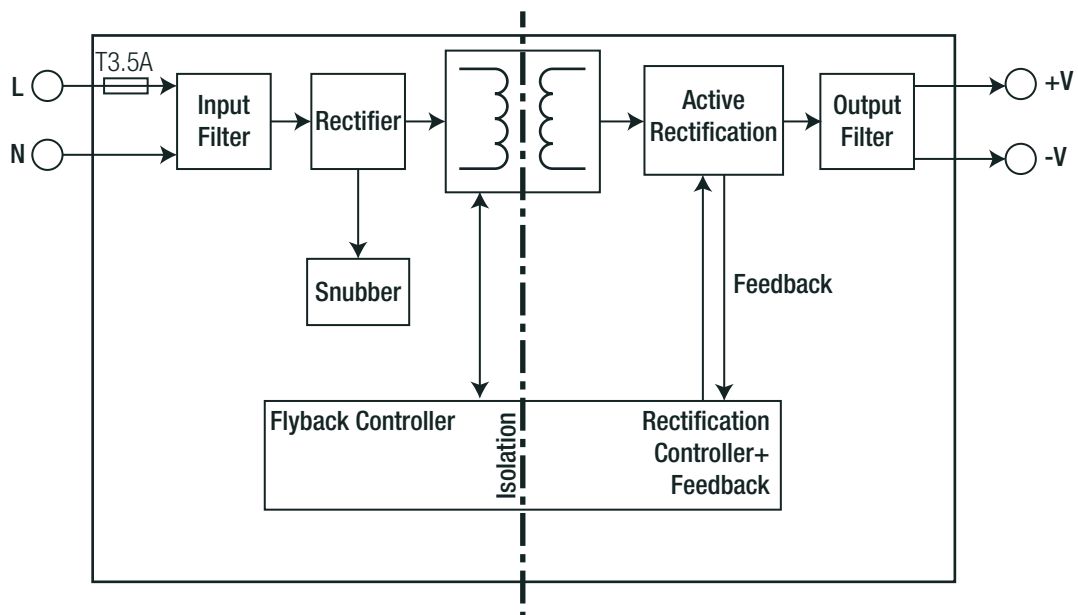 T3.5A
L
N
Input
Filter
Rectifier
Active
Rectification
Output
Filter
+V
-V
Snubber
Feedback
Flyback Controller
Isolation
Rectification
Controller+
Feedback